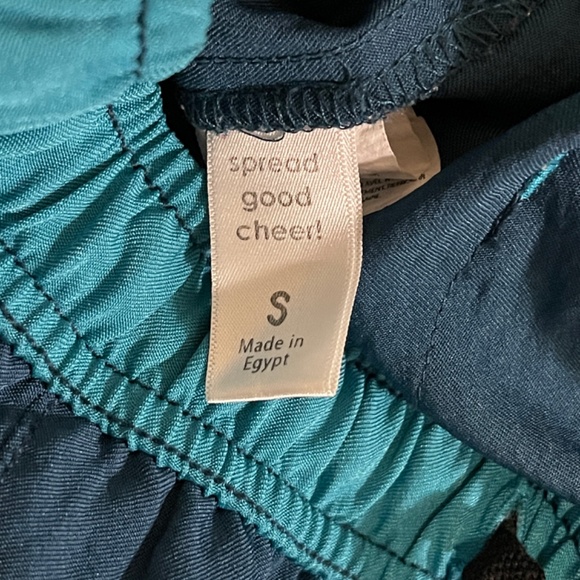 spread
good
cheer!
S
Made in
Egypt